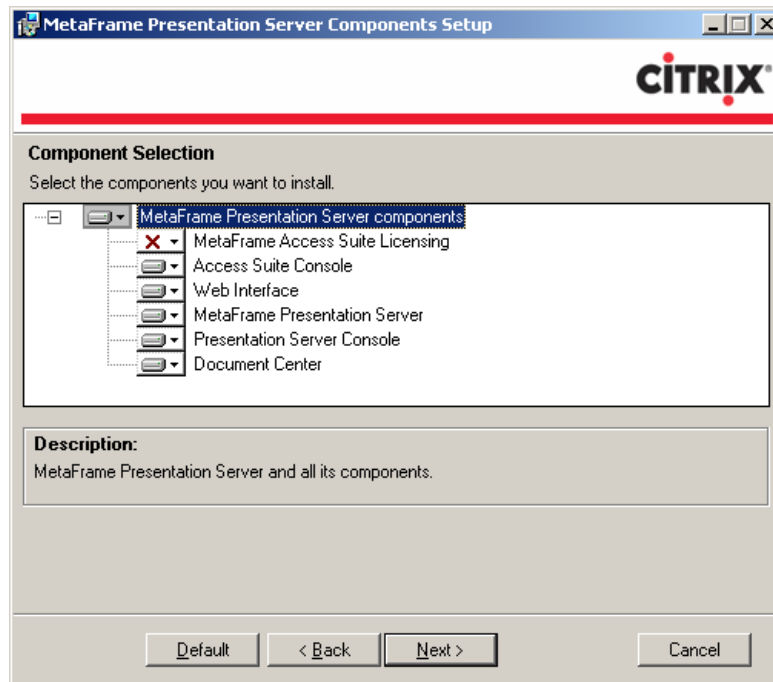 MetaFrame Presentation Server Components Setup
CITRIX
Component Selection
Select the components you want to install.
MetaFrame Presentation Server components
MetaFrame Access Suite Licensing
Access Suite Console
Web Interface
MetaFrame Presentation Server
Presentation Server Console
Document Center
Description:
MetaFrame Presentation Server and all its components.
Default
< Back
Next >
Cancel